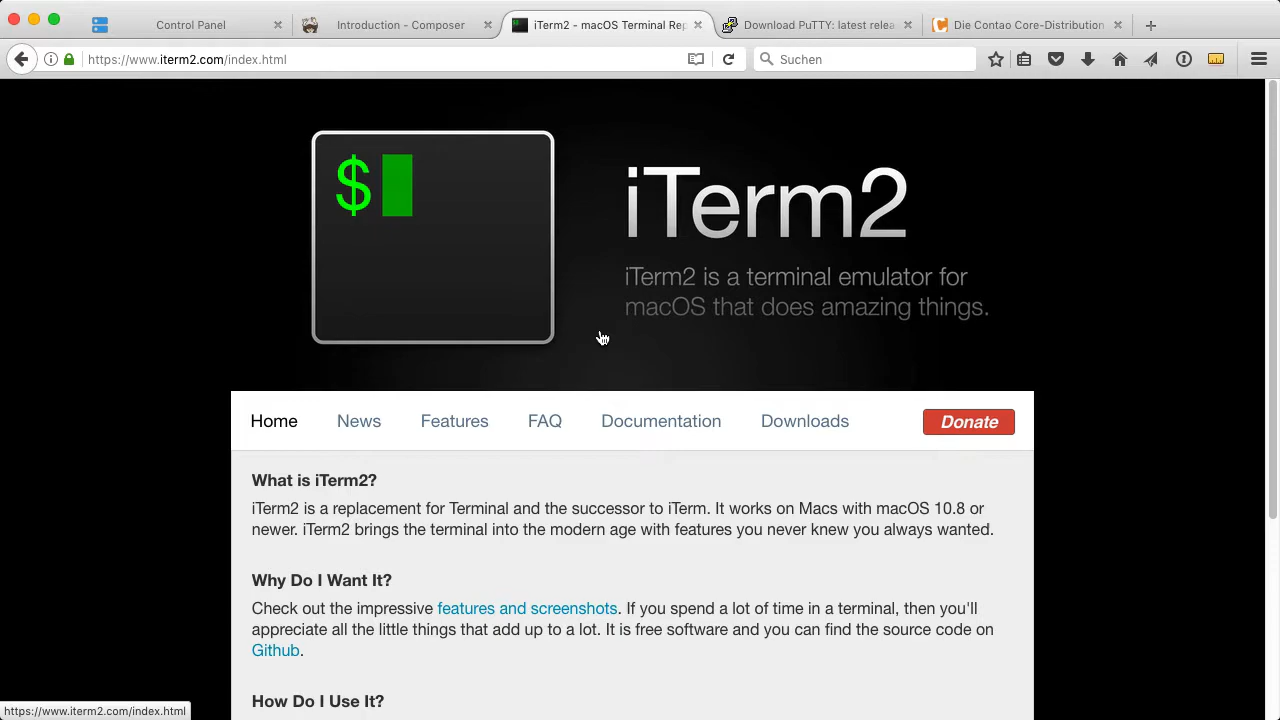 Control Panel
Introduction - Composer
iTerm2 - macOS Terminal Rep
Download PuTTY: latest relea
Die Contao Core-Distribution
https://www.iterm2.com/index.html
Suchen
$
iTerm2
iTerm2 is a terminal emulator for
macOS that does amazing things.
Home News Features FAQ Documentation Downloads Donate
What is iTerm2?
iTerm2 is a replacement for Terminal and the successor to iTerm. It works on Macs with macOS 10.8 or
newer. iTerm2 brings the terminal into the modern age with features you never knew you always wanted.
Why Do I Want It?
Check out the impressive features and screenshots. If you spend a lot of time in a terminal, then you'll
appreciate all the little things that add up to a lot. It is free software and you can find the source code on
Github.
How Do I Use It?
https://www.iterm2.com/index.html